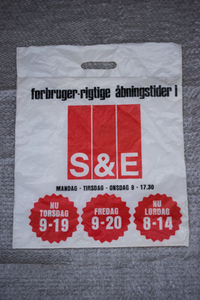 forbruger-rigtige åbningstider i
S&E
MANDAG - TIRSDAG - ONSDAG 9 - 17.30
NU
TORSDAG
9-19
FREDAG
9-20
NU
LØRDAG
8-14